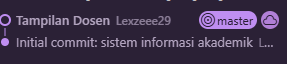 Tampilan Dosen Lexzeee29 master
Initial commit: sistem informasi akademik L...